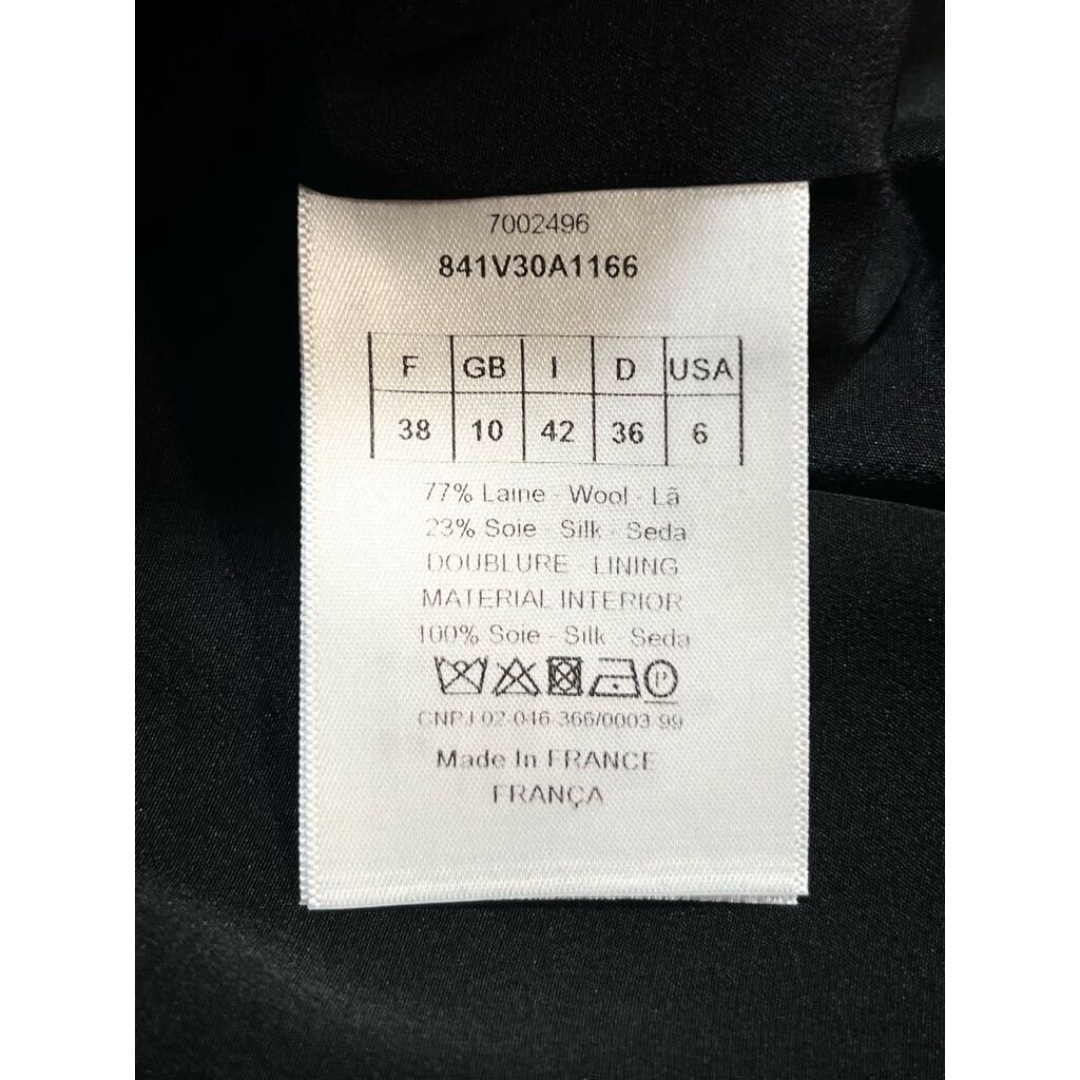 7002496
841V30A1166
F GB I D USA
38 10 42 36 6
77% Laine - Wool - Lã
23% Soie - Silk - Seda
DOUBLURE - LINING
MATERIAL INTERIOR
100% Soie - Silk - Seda
P
CNPJ 02 046 366/0003 99
Made In FRANCE
FRANÇA